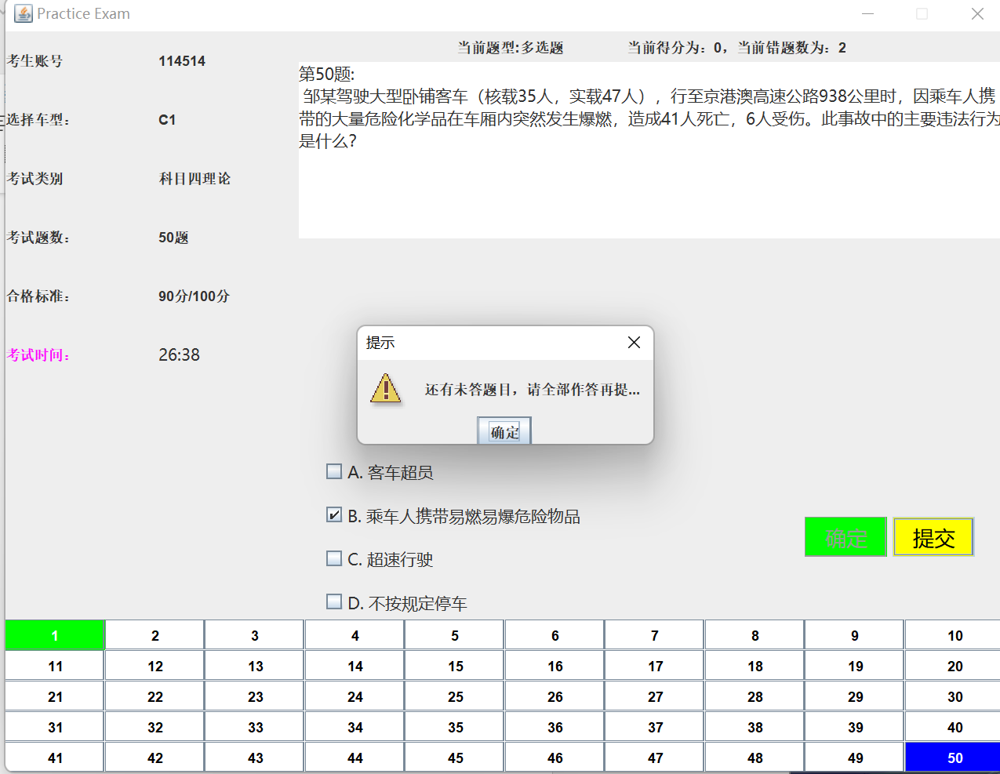 Practice Exam
当前题型:多选题 当前得分为：0，当前错题数为：2
考生账号 114514
选择车型： C1
考试类别 科目四理论
考试题数： 50题
合格标准： 90分/100分
考试时间： 26:38
第50题:
邹某驾驶大型卧铺客车（核载35人，实载47人），行至京港澳高速公路938公里时，因乘车人携
带的大量危险化学品在车厢内突然发生爆燃，造成41人死亡，6人受伤。此事故中的主要违法行为
是什么?
提示
还有未答题目，请全部作答再提...
确定
A. 客车超员
B. 乘车人携带易燃易爆危险物品
C. 超速行驶
D. 不按规定停车
确定 提交
1 2 3 4 5 6 7 8 9 10
11 12 13 14 15 16 17 18 19 20
21 22 23 24 25 26 27 28 29 30
31 32 33 34 35 36 37 38 39 40
41 42 43 44 45 46 47 48 49 50